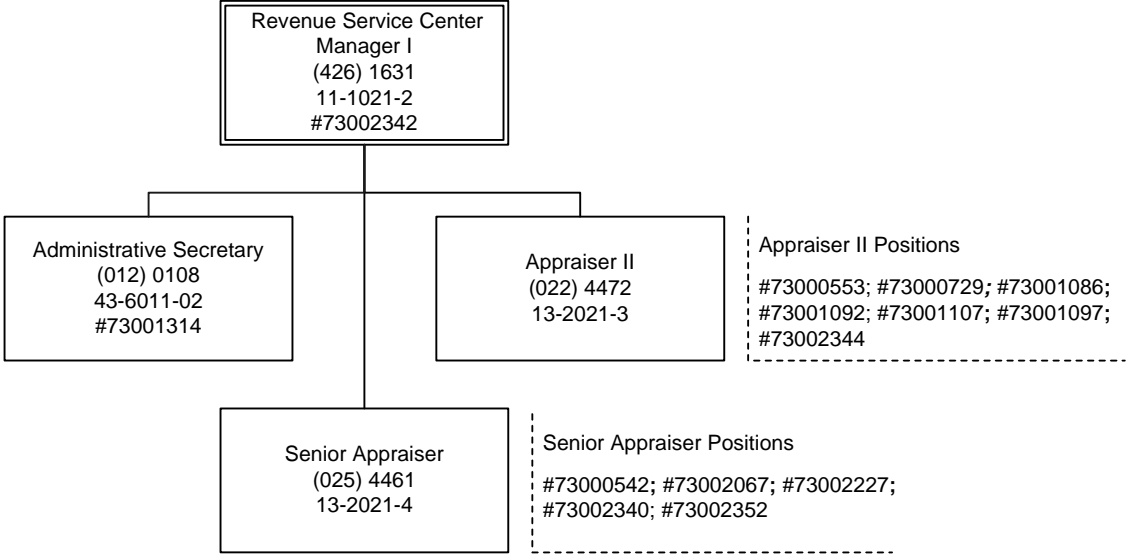 Revenue Service Center
Manager I
(426) 1631
11-1021-2
#73002342
Administrative Secretary
(012) 0108
43-6011-02
#73001314
Appraiser II
(022) 4472
13-2021-3
Appraiser II Positions
#73000553; #73000729; #73001086;
#73001092; #73001107; #73001097;
#73002344
Senior Appraiser
(025) 4461
13-2021-4
Senior Appraiser Positions
#73000542; #73002067; #73002227;
#73002340; #73002352